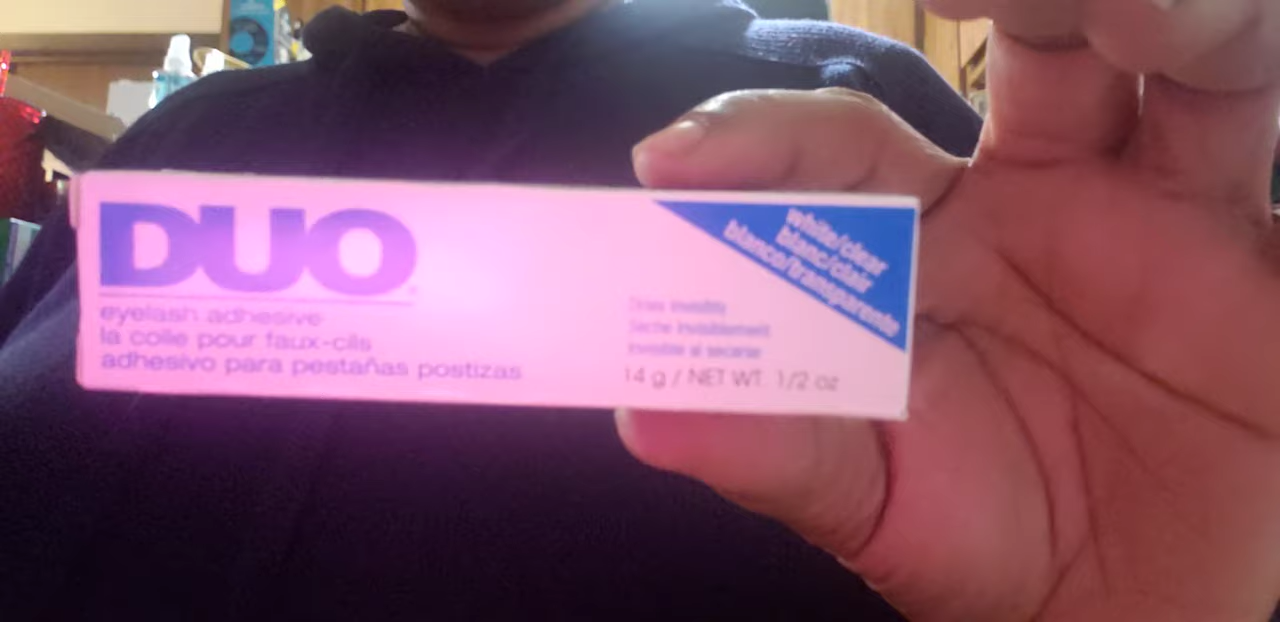 DUO
eyelash adhesive
la colle pour faux-cils
adhesivo para pestañas postizas
white/clear
blanc/clair
blanco/transparente
Dries invisibly
Sèche invisiblement
Invisible al secarse
14 g / NET WT. 1/2 oz